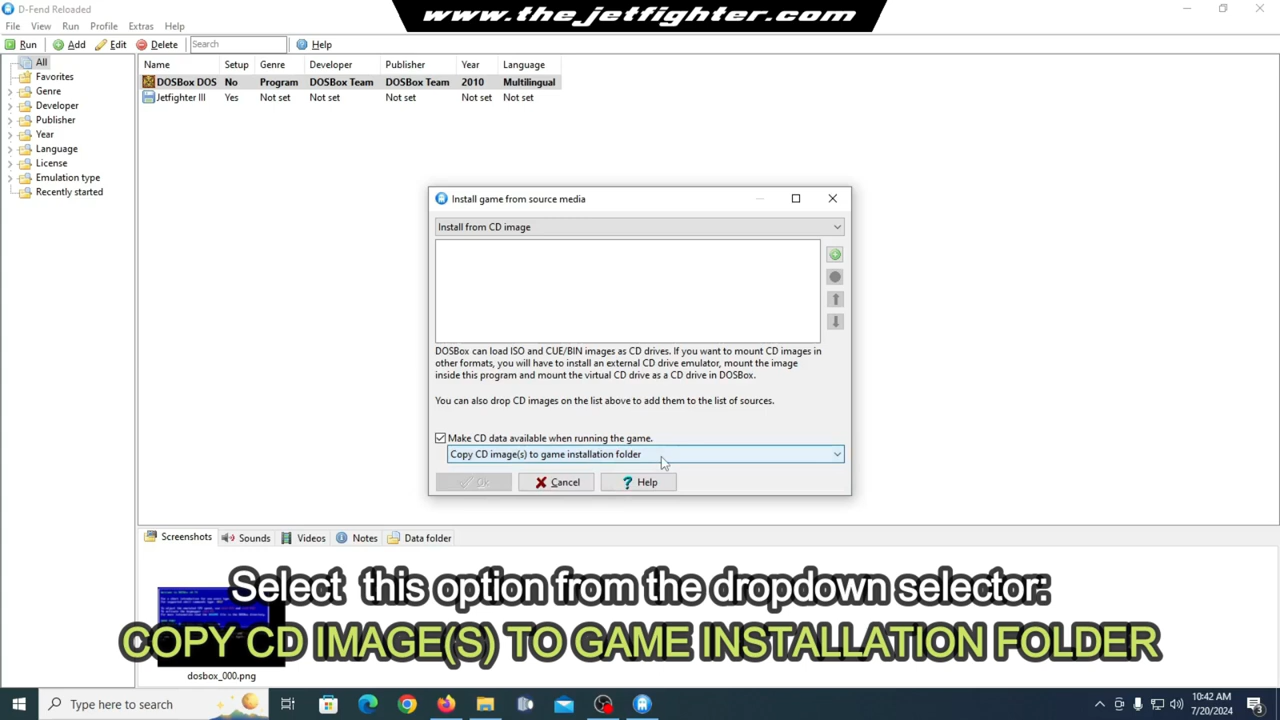 D-Fend Reloaded
www.thejetfighter.com
File View Run Profile Extras Help
Run Add Edit Delete Search Help
All
Favorites
Genre
Developer
Publisher
Year
Language
License
Emulation type
Recently started
Name Setup Genre Developer Publisher Year Language
DOSBox DOS No Program DOSBox Team DOSBox Team 2010 Multilingual
Jetfighter III Yes Not set Not set Not set Not set Not set
Install game from source media
Install from CD image
DOSBox can load ISO and CUE/BIN images as CD drives. If you want to mount CD images in
other formats, you will have to install an external CD drive emulator, mount the image
inside this program and mount the virtual CD drive as a CD drive in DOSBox.
You can also drop CD images on the list above to add them to the list of sources.
Make CD data available when running the game.
Copy CD image(s) to game installation folder
Ok Cancel Help
Screenshots Sounds Videos Notes Data folder
Select this option from the dropdown selector:
COPY CD IMAGE(S) TO GAME INSTALLATION FOLDER
dosbox_000.png
Type here to search
10:42 AM
7/20/2024
3